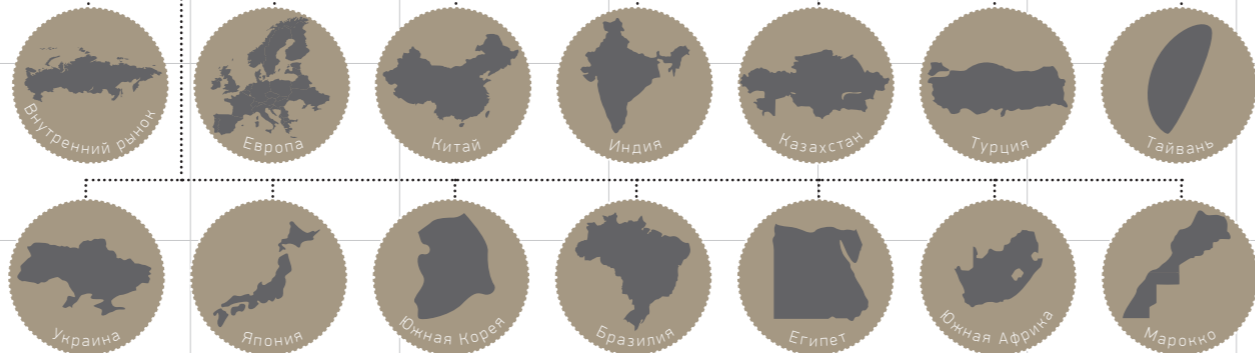 Внутренний рынок
Европа
Китай
Индия
Казахстан
Турция
Тайвань
Украина
Япония
Южная Корея
Бразилия
Египет
Южная Африка
Марокко